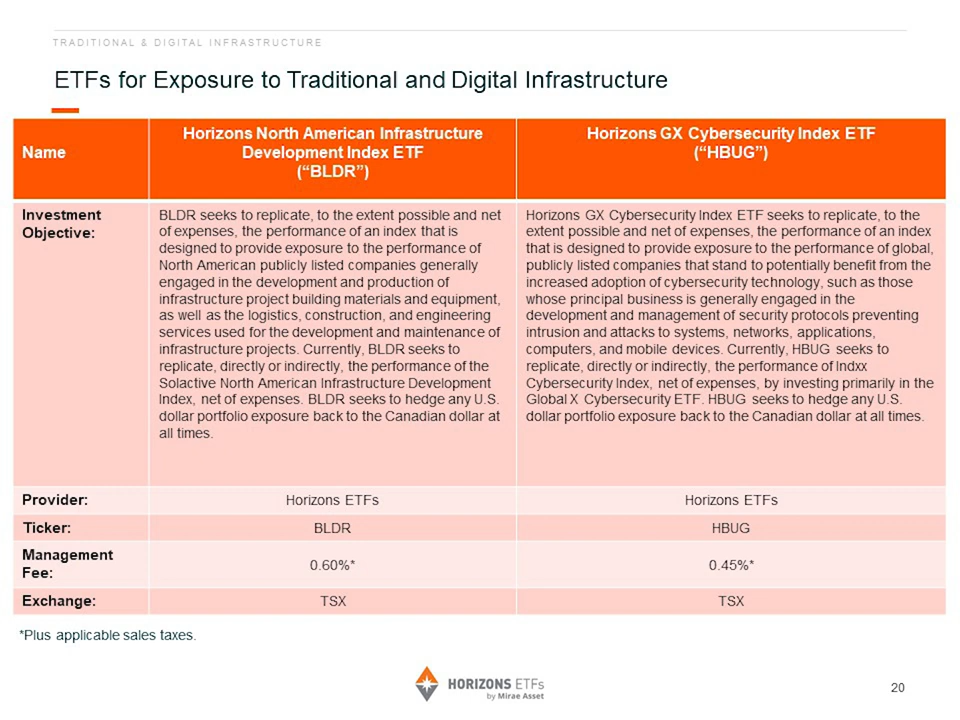 TRADITIONAL & DIGITAL INFRASTRUCTURE
ETFs for Exposure to Traditional and Digital Infrastructure
Name
Horizons North American Infrastructure
Development Index ETF
(“BLDR”)
Horizons GX Cybersecurity Index ETF
(“HBUG”)
Investment
Objective:
BLDR seeks to replicate, to the extent possible and net
of expenses, the performance of an index that is
designed to provide exposure to the performance of
North American publicly listed companies generally
engaged in the development and production of
infrastructure project building materials and equipment,
as well as the logistics, construction, and engineering
services used for the development and maintenance of
infrastructure projects. Currently, BLDR seeks to
replicate, directly or indirectly, the performance of the
Solactive North American Infrastructure Development
Index, net of expenses. BLDR seeks to hedge any U.S.
dollar portfolio exposure back to the Canadian dollar at
all times.
Horizons GX Cybersecurity Index ETF seeks to replicate, to the
extent possible and net of expenses, the performance of an index
that is designed to provide exposure to the performance of global,
publicly listed companies that stand to potentially benefit from the
increased adoption of cybersecurity technology, such as those
whose principal business is generally engaged in the
development and management of security protocols preventing
intrusion and attacks to systems, networks, applications,
computers, and mobile devices. Currently, HBUG seeks to
replicate, directly or indirectly, the performance of Indxx
Cybersecurity Index, net of expenses, by investing primarily in the
Global X Cybersecurity ETF. HBUG seeks to hedge any U.S.
dollar portfolio exposure back to the Canadian dollar at all times.
Provider:
Horizons ETFs
Horizons ETFs
Ticker:
BLDR
HBUG
Management
Fee:
0.60%*
0.45%*
Exchange:
TSX
TSX
*Plus applicable sales taxes.
HORIZONS ETFs
by Mirae Asset
20